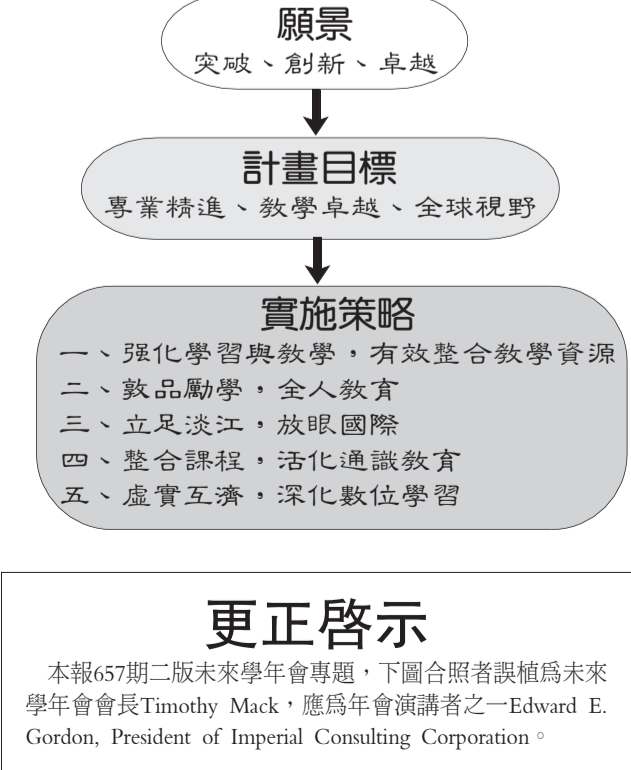 願景
突破、創新、卓越
計畫目標
專業精進、教學卓越、全球視野
實施策略
一、强化學習與教學，有效整合教學資源
二、敦品勵學，全人教育
三、立足淡江，放眼國際
四、整合課程，活化通識教育
五、虛實互濟，深化數位學習
更正啓示
本報657期二版未來學年會專題，下圖合照者誤植爲未來
學年會會長Timothy Mack，應爲年會演講者之一Edward E.
Gordon, President of Imperial Consulting Corporation。